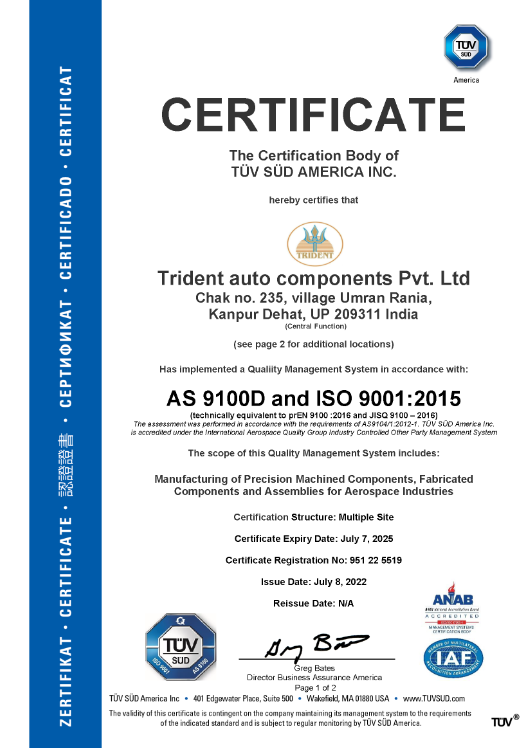 TÜV
SÜD
America
CERTIFICATE
The Certification Body of
TÜV SÜD AMERICA INC.
hereby certifies that
TRIDENT
Trident auto components Pvt. Ltd
Chak no. 235, village Umran Rania,
Kanpur Dehat, UP 209311 India
(Central Function)
(see page 2 for additional locations)
Has implemented a Qualiity Management System in accordance with:
AS 9100D and ISO 9001:2015
(technically equivalent to prEN 9100 :2016 and JISQ 9100 – 2016)
The assessment was performed in accordance with the requirements of AS9104/1:2012-1. TÜV SÜD America Inc.
is accredited under the International Aerospace Quality Group Industry Controlled Other Party Management System
The scope of this Quality Management System includes:
Manufacturing of Precision Machined Components, Fabricated
Components and Assemblies for Aerospace Industries
Certification Structure: Multiple Site
Certificate Expiry Date: July 7, 2025
Certificate Registration No: 951 22 5519
Issue Date: July 8, 2022
Reissue Date: N/A
Q
TÜV
SÜD
ISO 9001
AS 9100
Greg Bates
Director Business Assurance America
Page 1 of 2
ANAB
ANSI National Accreditation Board
ACCREDITED
MANAGEMENT SYSTEMS
CERTIFICATION BODY
IAF
TÜV SÜD America Inc • 401 Edgewater Place, Suite 500 • Wakefield, MA 01880 USA • www.TUVSUD.com
The validity of this certificate is contingent on the company maintaining its management system to the requirements
of the indicated standard and is subject to regular monitoring by TÜV SÜD America.
TÜV®
ZERTIFIKAT • CERTIFICATE • 認證證書 • СЕРТИФИКАТ • CERTIFICADO • CERTIFICAT